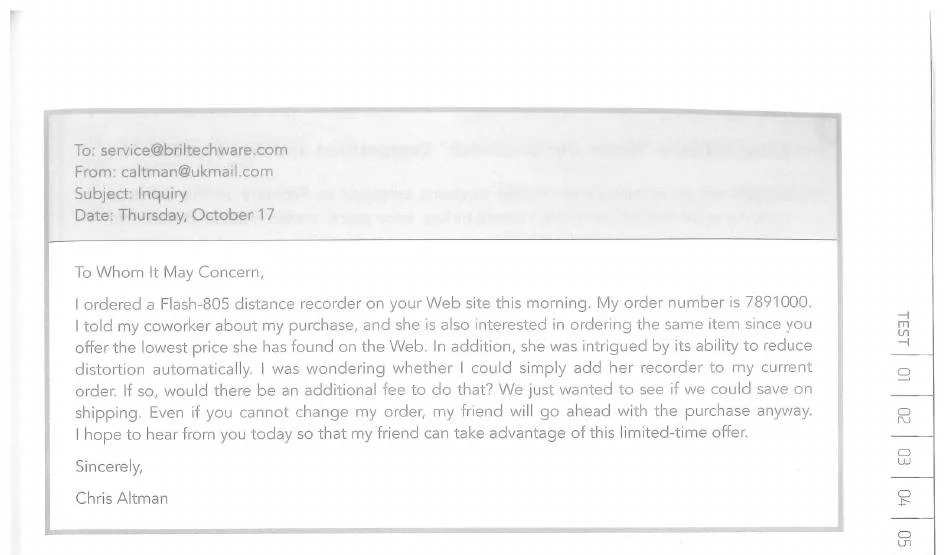 To: service@briltechware.com
From: caltman@ukmail.com
Subject: Inquiry
Date: Thursday, October 17
To Whom It May Concern,
I ordered a Flash-805 distance recorder on your Web site this morning. My order number is 7891000.
I told my coworker about my purchase, and she is also interested in ordering the same item since you
offer the lowest price she has found on the Web. In addition, she was intrigued by its ability to reduce
distortion automatically. I was wondering whether I could simply add her recorder to my current
order. If so, would there be an additional fee to do that? We just wanted to see if we could save on
shipping. Even if you cannot change my order, my friend will go ahead with the purchase anyway.
I hope to hear from you today so that my friend can take advantage of this limited-time offer.
Sincerely,
Chris Altman
TEST
01
02
03
04
05